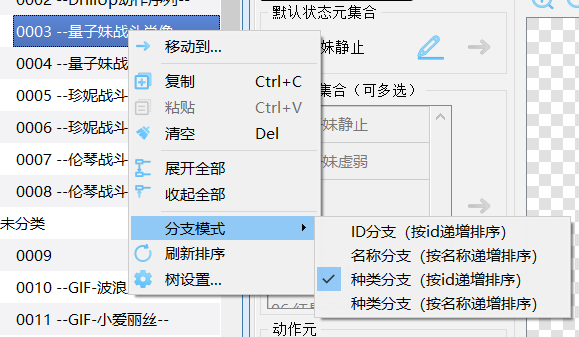 0002 --DrillUp动作序列--
0003 --量子妹战斗肖像
0004 --量子妹战斗
0005 --珍妮战斗
0006 --珍妮战斗
0007 --伦琴战斗
0008 --伦琴战斗
未分类
0009
0010 --GIF-波浪
0011 --GIF-小爱丽丝--
移动到...
复制 Ctrl+C
粘贴 Ctrl+V
清空 Del
展开全部
收起全部
分支模式
刷新排序
树设置...
默认状态元集合
妹静止
集合（可多选）
妹静止
妹虚弱
ID分支（按id递增排序）
名称分支（按名称递增排序）
种类分支（按id递增排序）
种类分支（按名称递增排序）
动作元